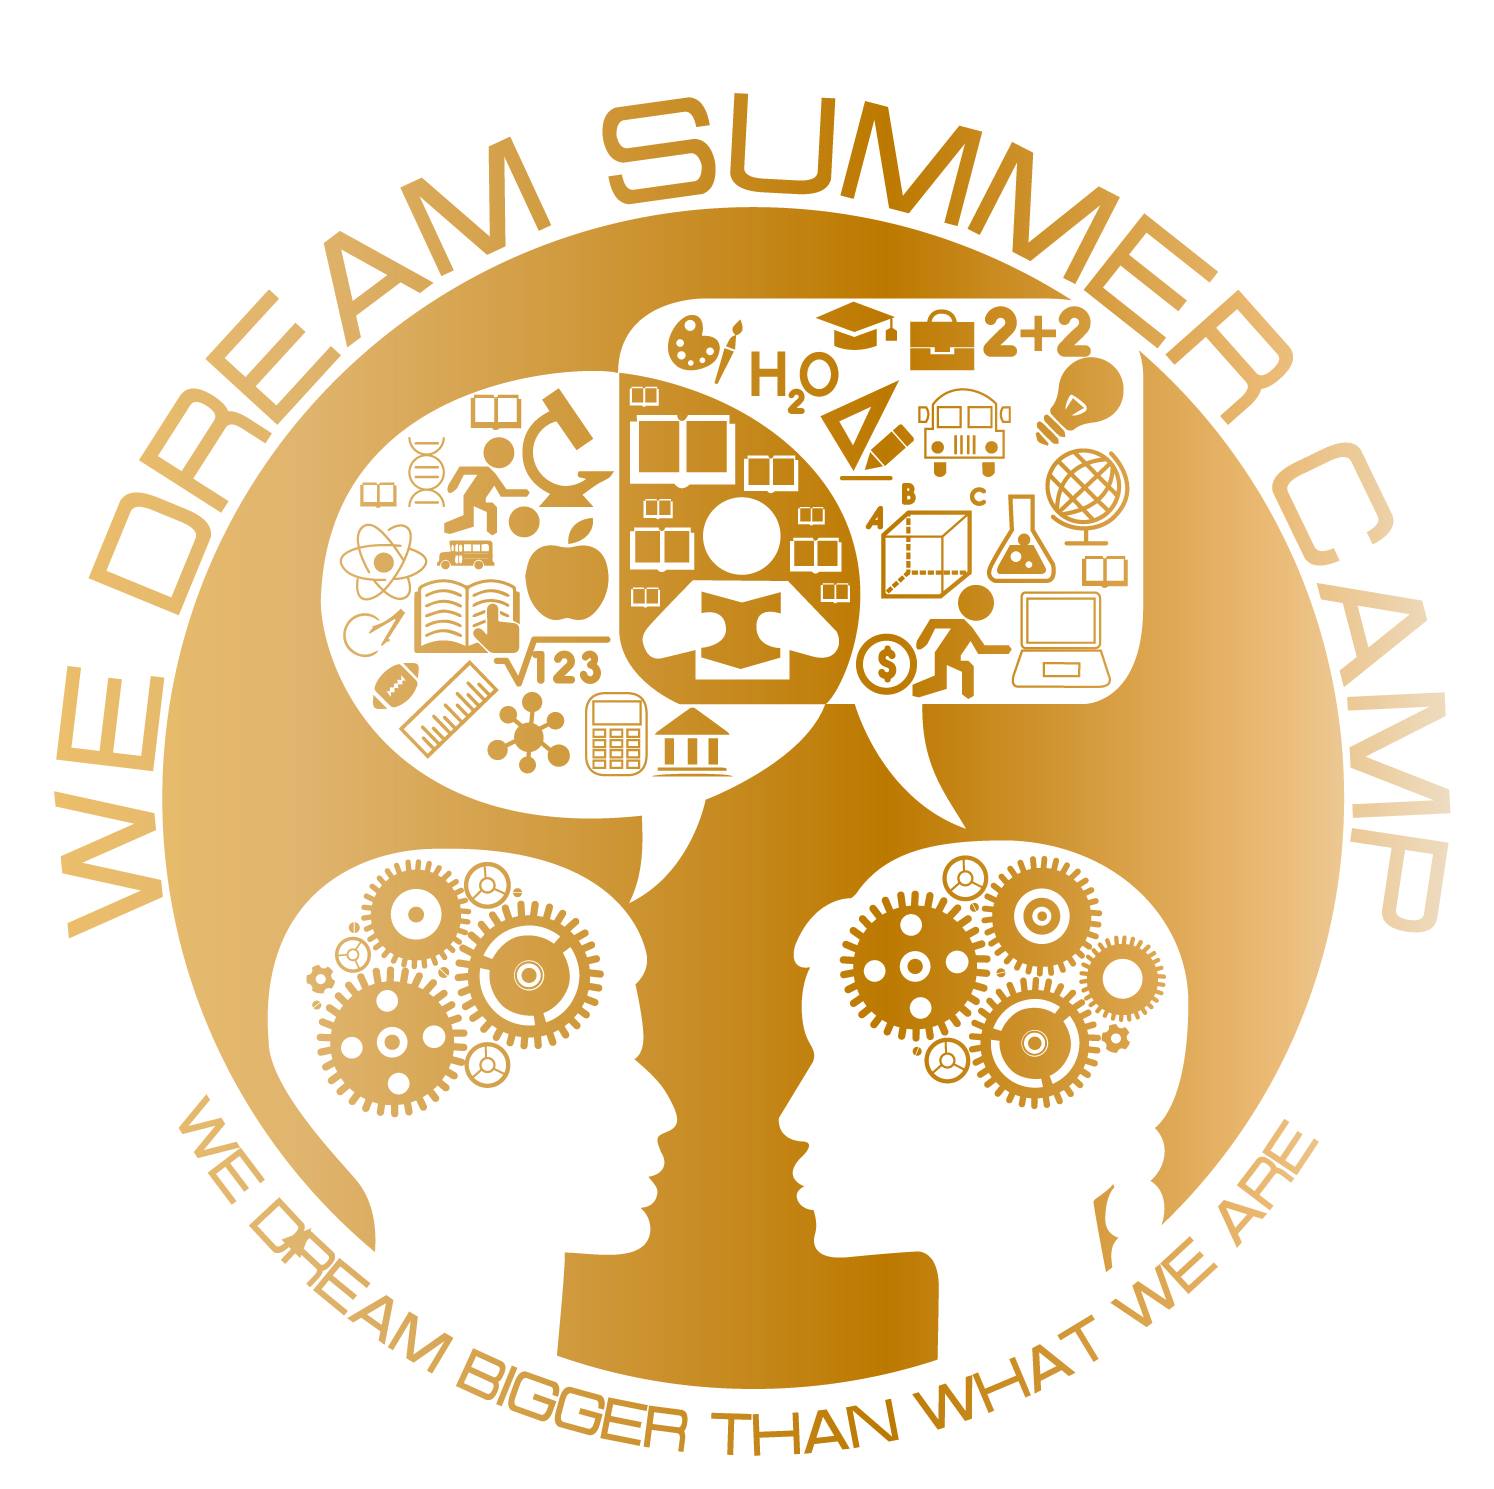 WE DREAM SUMMER CAMP
2+2
H2O
A B C
$
√123
WE DREAM BIGGER THAN WHAT WE ARE